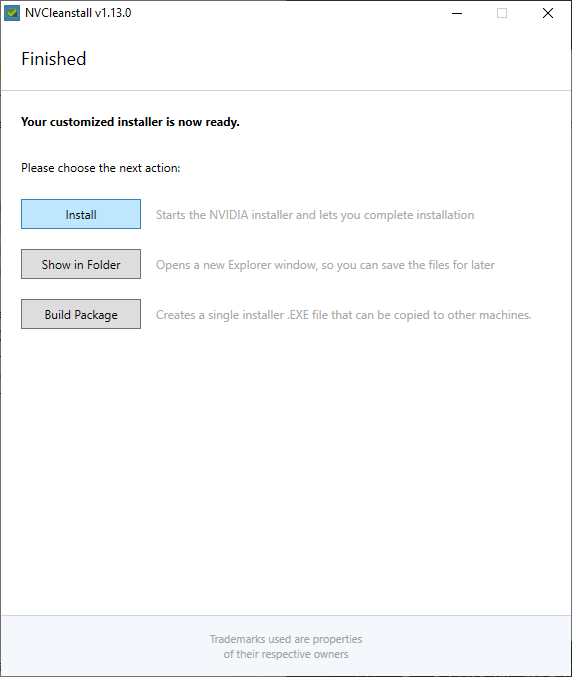 NVCleanstall v1.13.0
Finished
Your customized installer is now ready.
Please choose the next action:
Install Starts the NVIDIA installer and lets you complete installation
Show in Folder Opens a new Explorer window, so you can save the files for later
Build Package Creates a single installer .EXE file that can be copied to other machines.
Trademarks used are properties
of their respective owners